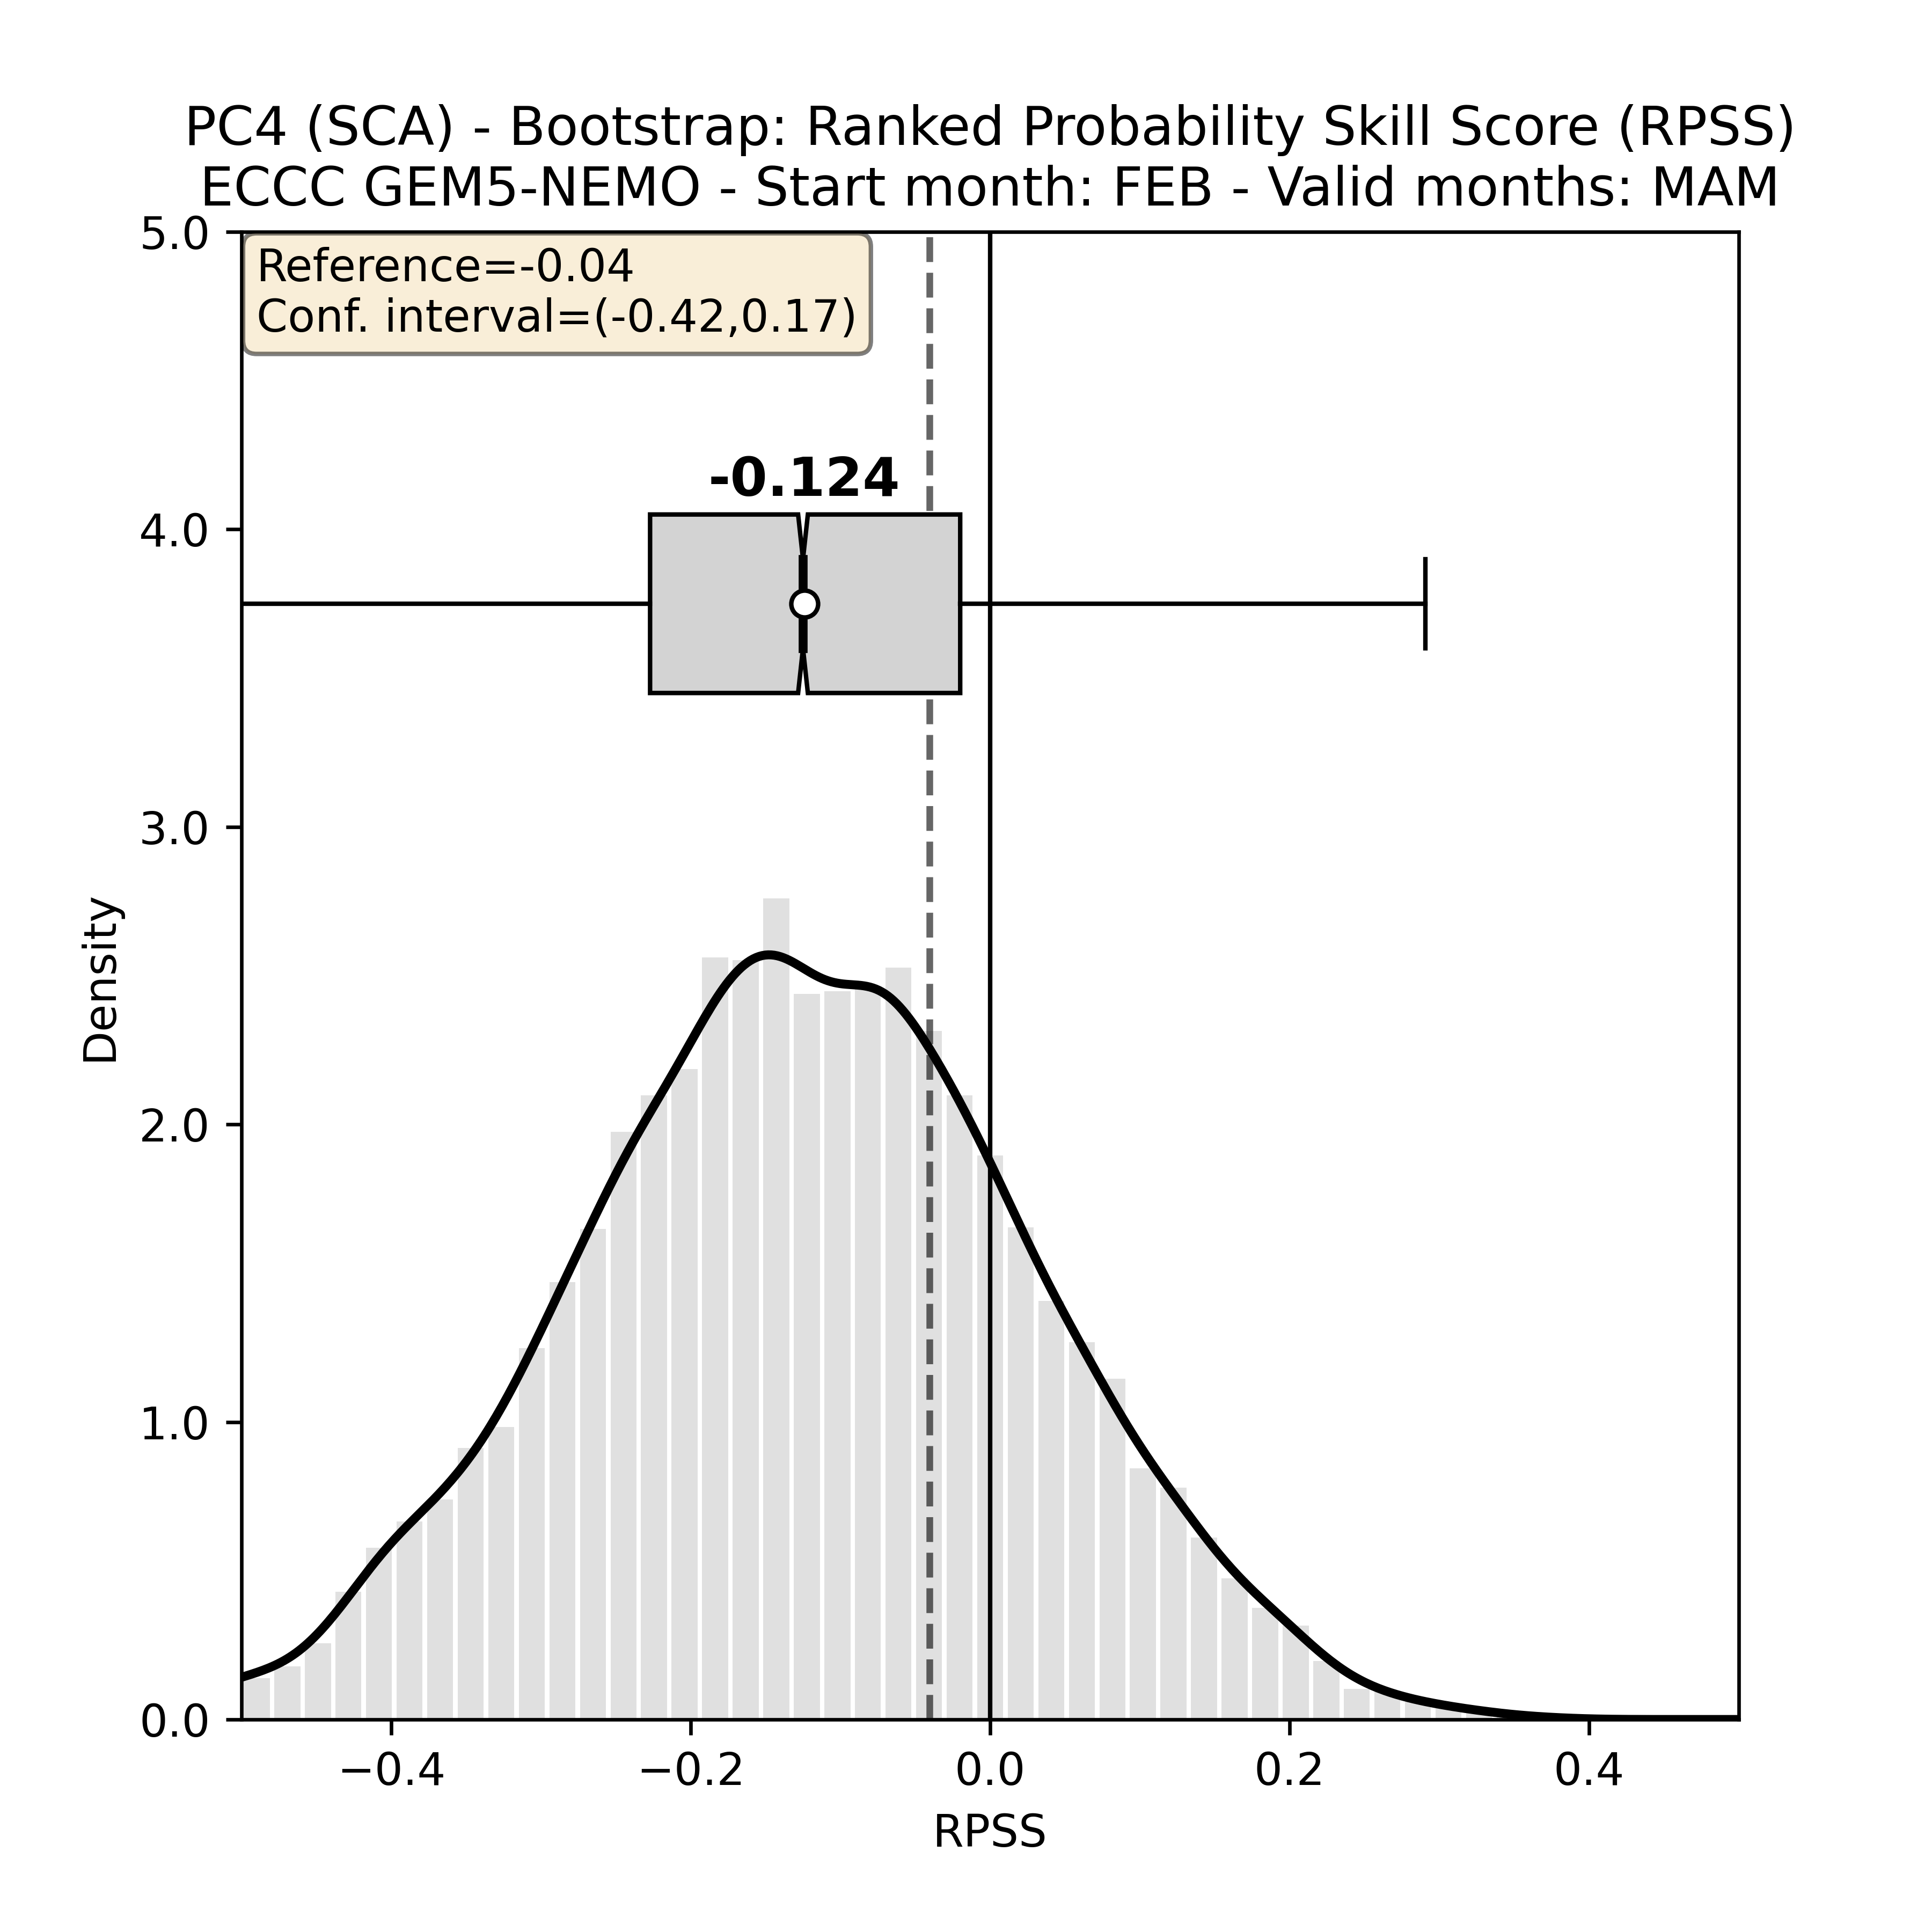 PC4 (SCA) - Bootstrap: Ranked Probability Skill Score (RPSS)
ECCC GEM5-NEMO - Start month: FEB - Valid months: MAM
5.0
Reference=-0.04
Conf. interval=(-0.42,0.17)
-0.124
4.0
3.0
Density
2.0
1.0
0.0
−0.4 −0.2 0.0 0.2 0.4
RPSS